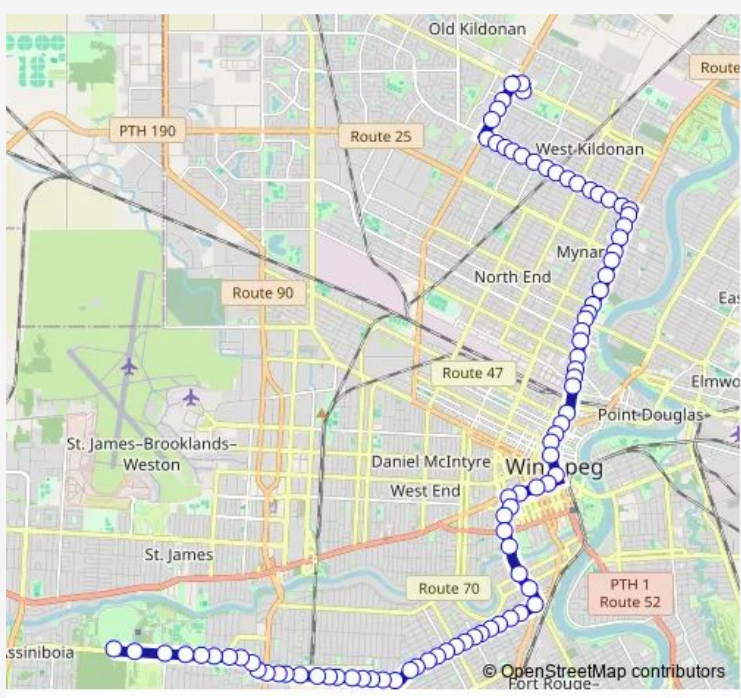 Old Kildonan
Route
PTH 190
Route 25
West Kildonan
Mynar
North End
Route 90
Eas
Route 47
Elmwo
Point Douglas
St. James–Brooklands–
Weston
Daniel McIntyre
Winnipeg
West End
St. James
Route 70
PTH 1
Route 52
ssiniboia
© OpenStreetMap contributors
Fort Rouge–